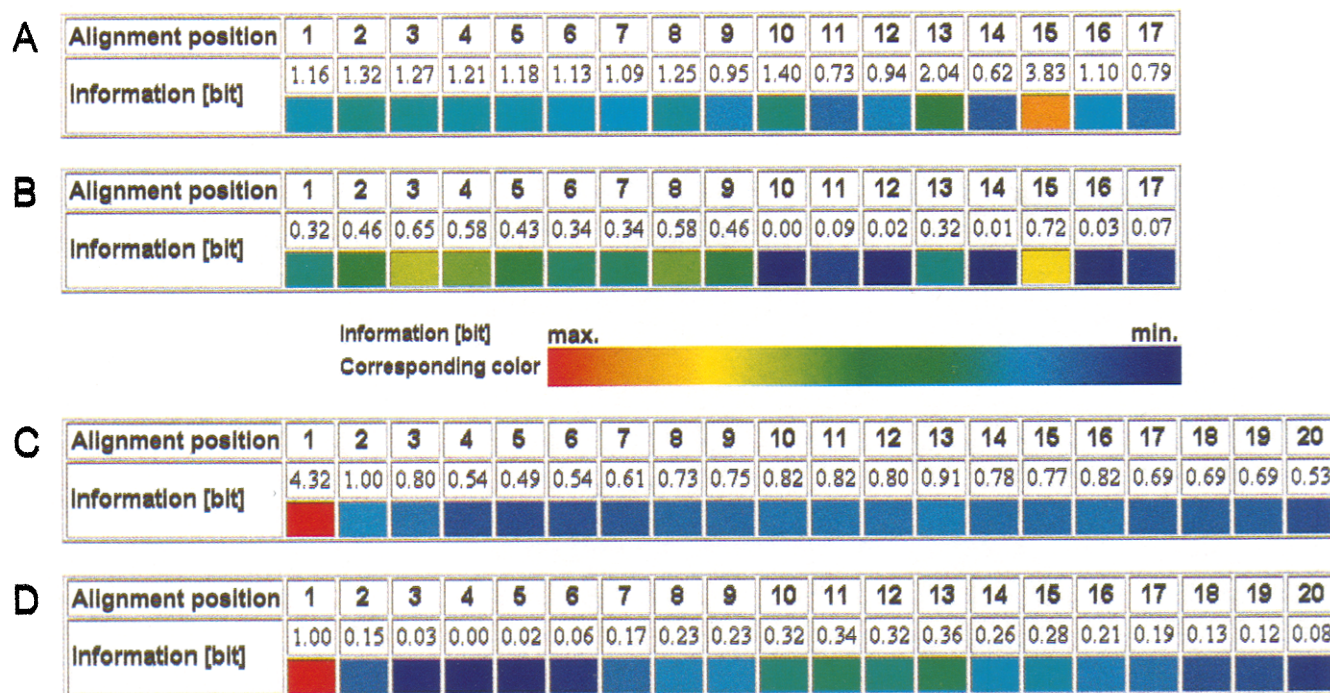 A
Alignment position 1 2 3 4 5 6 7 8 9 10 11 12 13 14 15 16 17
Information [bit] 1.16 1.32 1.27 1.21 1.18 1.13 1.09 1.25 0.95 1.40 0.73 0.94 2.04 0.62 3.83 1.10 0.79
B
Alignment position 1 2 3 4 5 6 7 8 9 10 11 12 13 14 15 16 17
Information [bit] 0.32 0.46 0.65 0.58 0.43 0.34 0.34 0.58 0.46 0.00 0.09 0.02 0.32 0.01 0.72 0.03 0.07
Information [bit] max. min.
Corresponding color
C
Alignment position 1 2 3 4 5 6 7 8 9 10 11 12 13 14 15 16 17 18 19 20
Information [bit] 4.32 1.00 0.80 0.54 0.49 0.54 0.61 0.73 0.75 0.82 0.82 0.80 0.91 0.78 0.77 0.82 0.69 0.69 0.69 0.53
D
Alignment position 1 2 3 4 5 6 7 8 9 10 11 12 13 14 15 16 17 18 19 20
Information [bit] 1.00 0.15 0.03 0.00 0.02 0.06 0.17 0.23 0.23 0.32 0.34 0.32 0.36 0.26 0.28 0.21 0.19 0.13 0.12 0.08